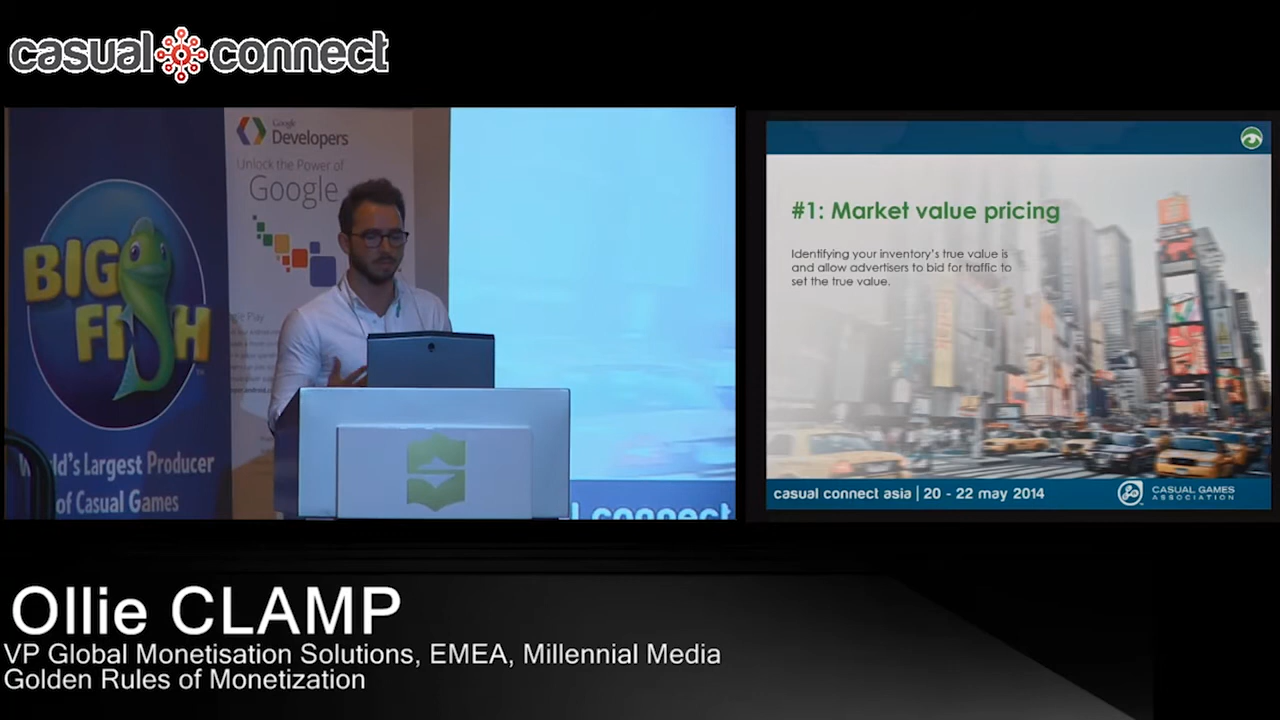 casual connect
Google
Developers
Unlock the Power of
Google
BIG
FISH
World's Largest Producer
of Casual Games
#1: Market value pricing
Identifying your inventory's true value is
and allow advertisers to bid for traffic to
set the true value.
casual connect asia | 20 - 22 may 2014
CASUAL GAMES
ASSOCIATION
l connect
Ollie CLAMP
VP Global Monetisation Solutions, EMEA, Millennial Media
Golden Rules of Monetization